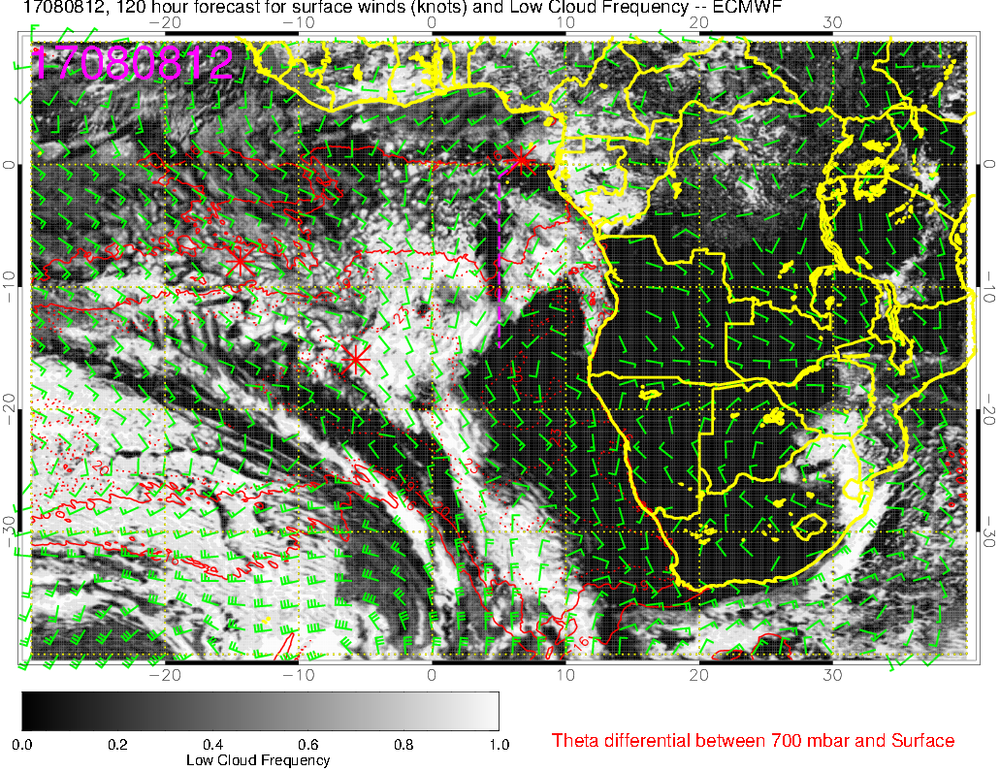 17080812, 120 hour forecast for surface winds (knots) and Low Cloud Frequency -- ECMWF
-20 -10 0 10 20 30
17080812
0 0
-10 -10
-20 -20
-30 -30
-20 -10 0 10 20 30
0.0 0.2 0.4 0.6 0.8 1.0
Low Cloud Frequency
Theta differential between 700 mbar and Surface